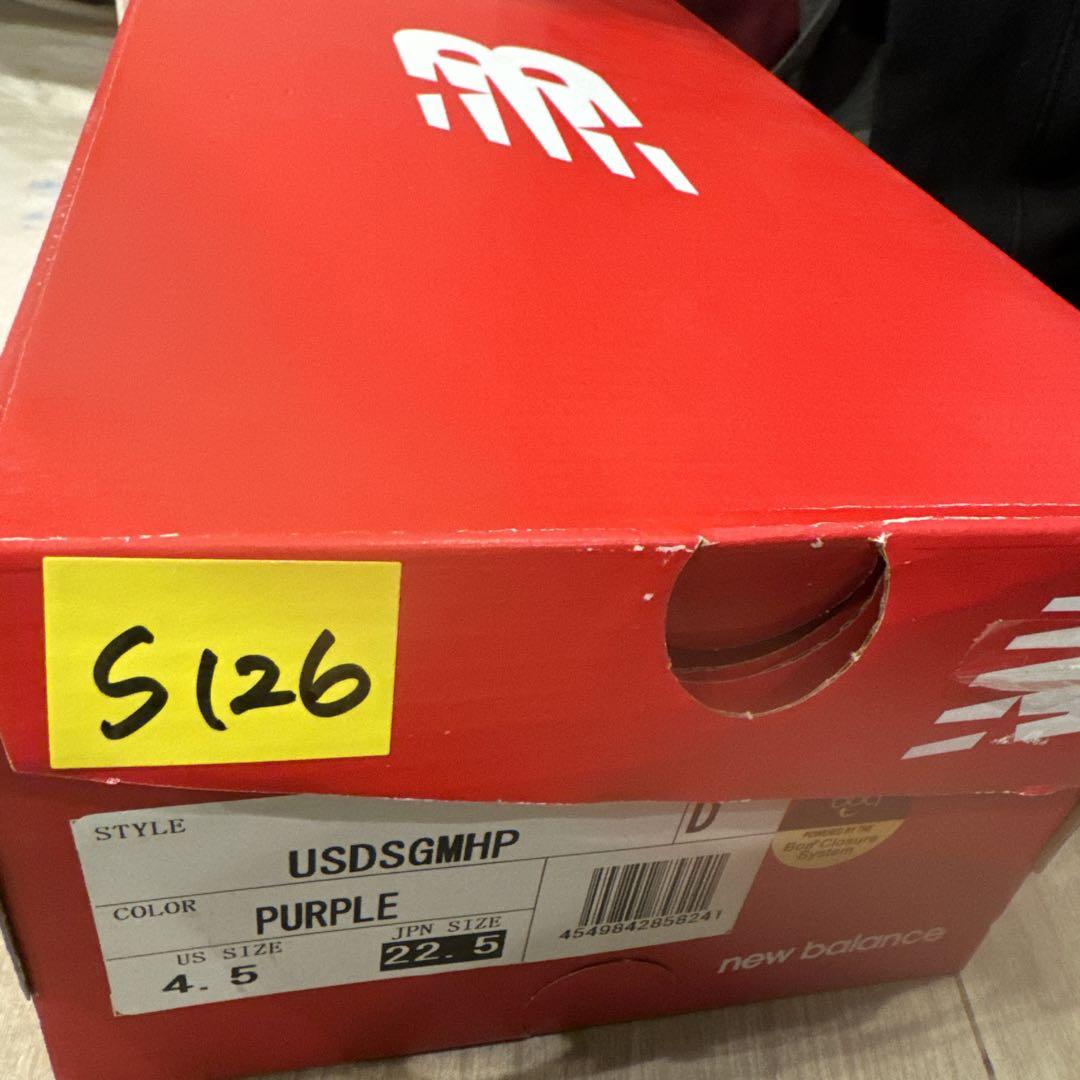 S126
STYLE
USDSGMHP
D
COLOR
PURPLE
US SIZE
4.5
JPN SIZE
22.5
4549842858241
POWERED BY THE
Boa Closure
System
new balance